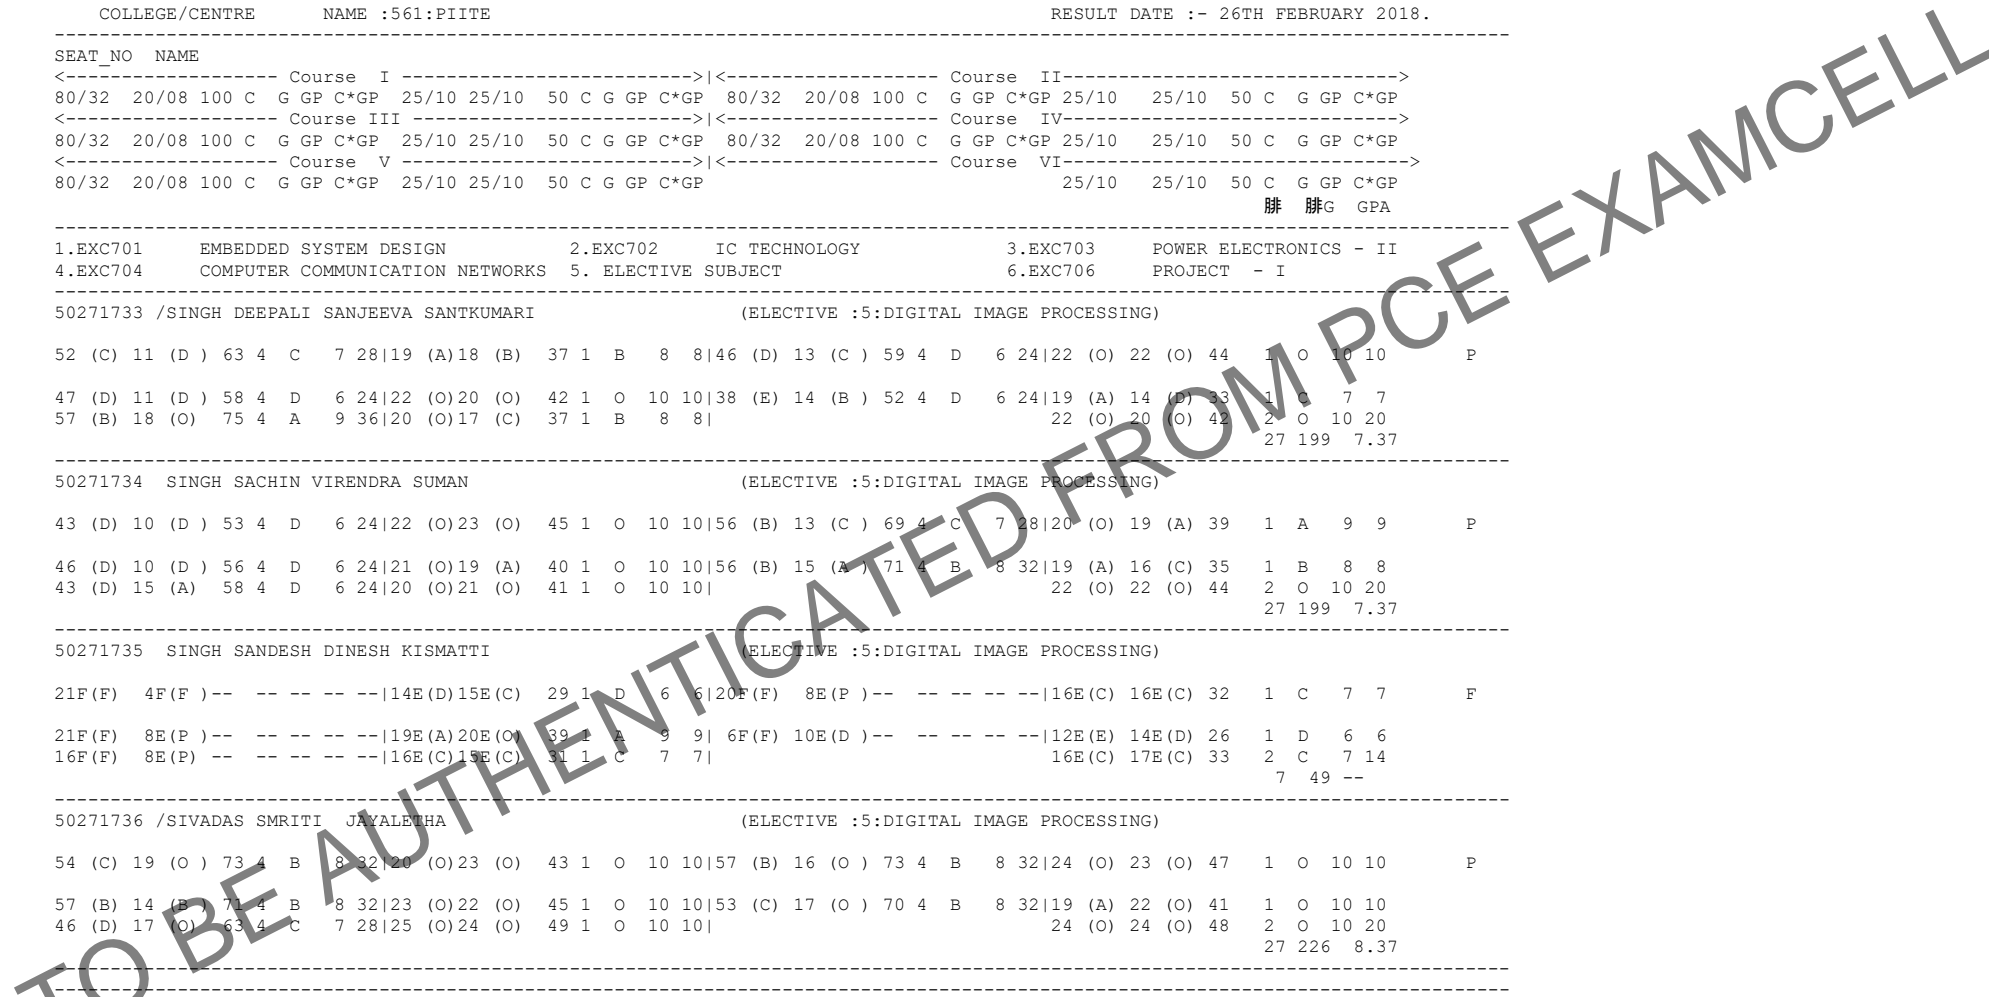 COLLEGE/CENTRE NAME :561:PIITE RESULT DATE :- 26TH FEBRUARY 2018.
SEAT_NO NAME
<------------------- Course I -------------------------->|<------------------- Course II------------------------------>
80/32 20/08 100 C G GP C*GP 25/10 25/10 50 C G GP C*GP 80/32 20/08 100 C G GP C*GP 25/10 25/10 50 C G GP C*GP
<------------------- Course III ------------------------->|<------------------- Course IV------------------------------>
80/32 20/08 100 C G GP C*GP 25/10 25/10 50 C G GP C*GP 80/32 20/08 100 C G GP C*GP 25/10 25/10 50 C G GP C*GP
<------------------- Course V -------------------------->|<------------------- Course VI------------------------------->
80/32 20/08 100 C G GP C*GP 25/10 25/10 50 C G GP C*GP 25/10 25/10 50 C G GP C*GP
腓 腓G GPA
1.EXC701 EMBEDDED SYSTEM DESIGN 2.EXC702 IC TECHNOLOGY 3.EXC703 POWER ELECTRONICS - II
4.EXC704 COMPUTER COMMUNICATION NETWORKS 5. ELECTIVE SUBJECT 6.EXC706 PROJECT - I
50271733 /SINGH DEEPALI SANJEEVA SANTKUMARI (ELECTIVE :5:DIGITAL IMAGE PROCESSING)
52 (C) 11 (D ) 63 4 C 7 28|19 (A)18 (B) 37 1 B 8 8|46 (D) 13 (C ) 59 4 D 6 24|22 (O) 22 (O) 44 1 O 10 10 P
47 (D) 11 (D ) 58 4 D 6 24|22 (O)20 (O) 42 1 O 10 10|38 (E) 14 (B ) 52 4 D 6 24|19 (A) 14 (D) 33 1 C 7 7
57 (B) 18 (O) 75 4 A 9 36|20 (O)17 (C) 37 1 B 8 8| 22 (O) 20 (O) 42 2 O 10 20
27 199 7.37
50271734 SINGH SACHIN VIRENDRA SUMAN (ELECTIVE :5:DIGITAL IMAGE PROCESSING)
43 (D) 10 (D ) 53 4 D 6 24|22 (O)23 (O) 45 1 O 10 10|56 (B) 13 (C ) 69 4 C 7 28|20 (O) 19 (A) 39 1 A 9 9 P
46 (D) 10 (D ) 56 4 D 6 24|21 (O)19 (A) 40 1 O 10 10|56 (B) 15 (A ) 71 4 B 8 32|19 (A) 16 (C) 35 1 B 8 8
43 (D) 15 (A) 58 4 D 6 24|20 (O)21 (O) 41 1 O 10 10| 22 (O) 22 (O) 44 2 O 10 20
27 199 7.37
50271735 SINGH SANDESH DINESH KISMATTI (ELECTIVE :5:DIGITAL IMAGE PROCESSING)
21F(F) 4F(F )-- -- -- -- --|14E(D)15E(C) 29 1 D 6 6|20F(F) 8E(P )-- -- -- -- --|16E(C) 16E(C) 32 1 C 7 7 F
21F(F) 8E(P )-- -- -- -- --|19E(A)20E(O) 39 1 A 9 9| 6F(F) 10E(D )-- -- -- -- --|12E(E) 14E(D) 26 1 D 6 6
16F(F) 8E(P) -- -- -- -- --|16E(C)15E(C) 31 1 C 7 7| 16E(C) 17E(C) 33 2 C 7 14
7 49 --
50271736 /SIVADAS SMRITI JAYALETHA (ELECTIVE :5:DIGITAL IMAGE PROCESSING)
54 (C) 19 (O ) 73 4 B 8 32|20 (O)23 (O) 43 1 O 10 10|57 (B) 16 (O ) 73 4 B 8 32|24 (O) 23 (O) 47 1 O 10 10 P
57 (B) 14 (B ) 71 4 B 8 32|23 (O)22 (O) 45 1 O 10 10|53 (C) 17 (O ) 70 4 B 8 32|19 (A) 22 (O) 41 1 O 10 10
46 (D) 17 (O) 63 4 C 7 28|25 (O)24 (O) 49 1 O 10 10| 24 (O) 24 (O) 48 2 O 10 20
27 226 8.37
TO BE AUTHENTICATED FROM PCE EXAMCELL